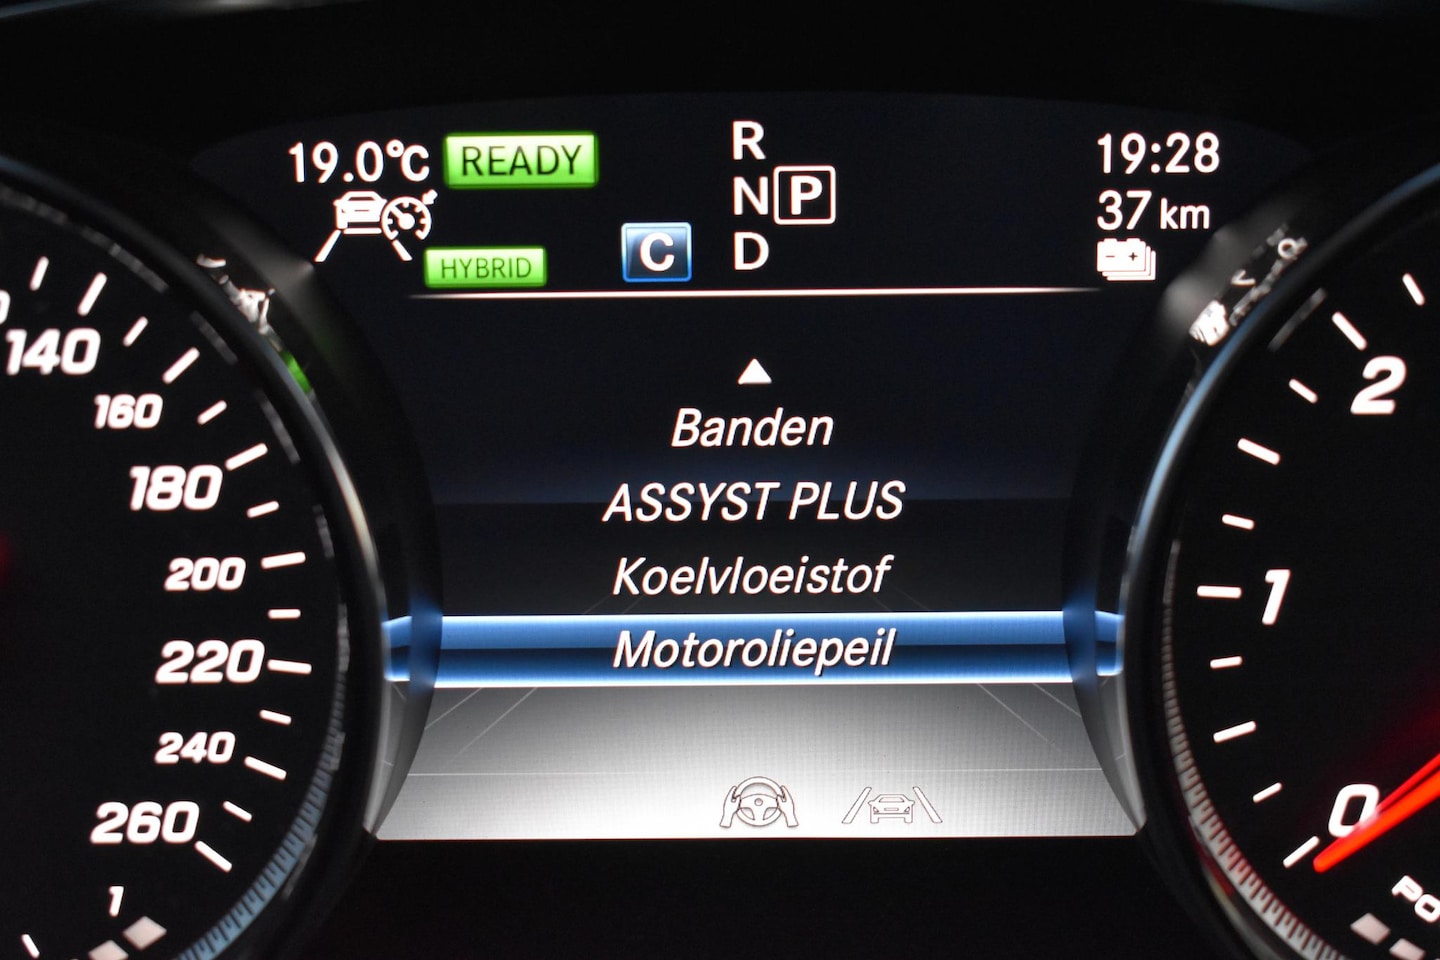 19.0°C
READY
HYBRID
C
R
N
P
D
19:28
37 km
Banden
ASSYST PLUS
Koelvloeistof
Motoroliepeil
140
160
180
200
220
240
260
1
2
1
0